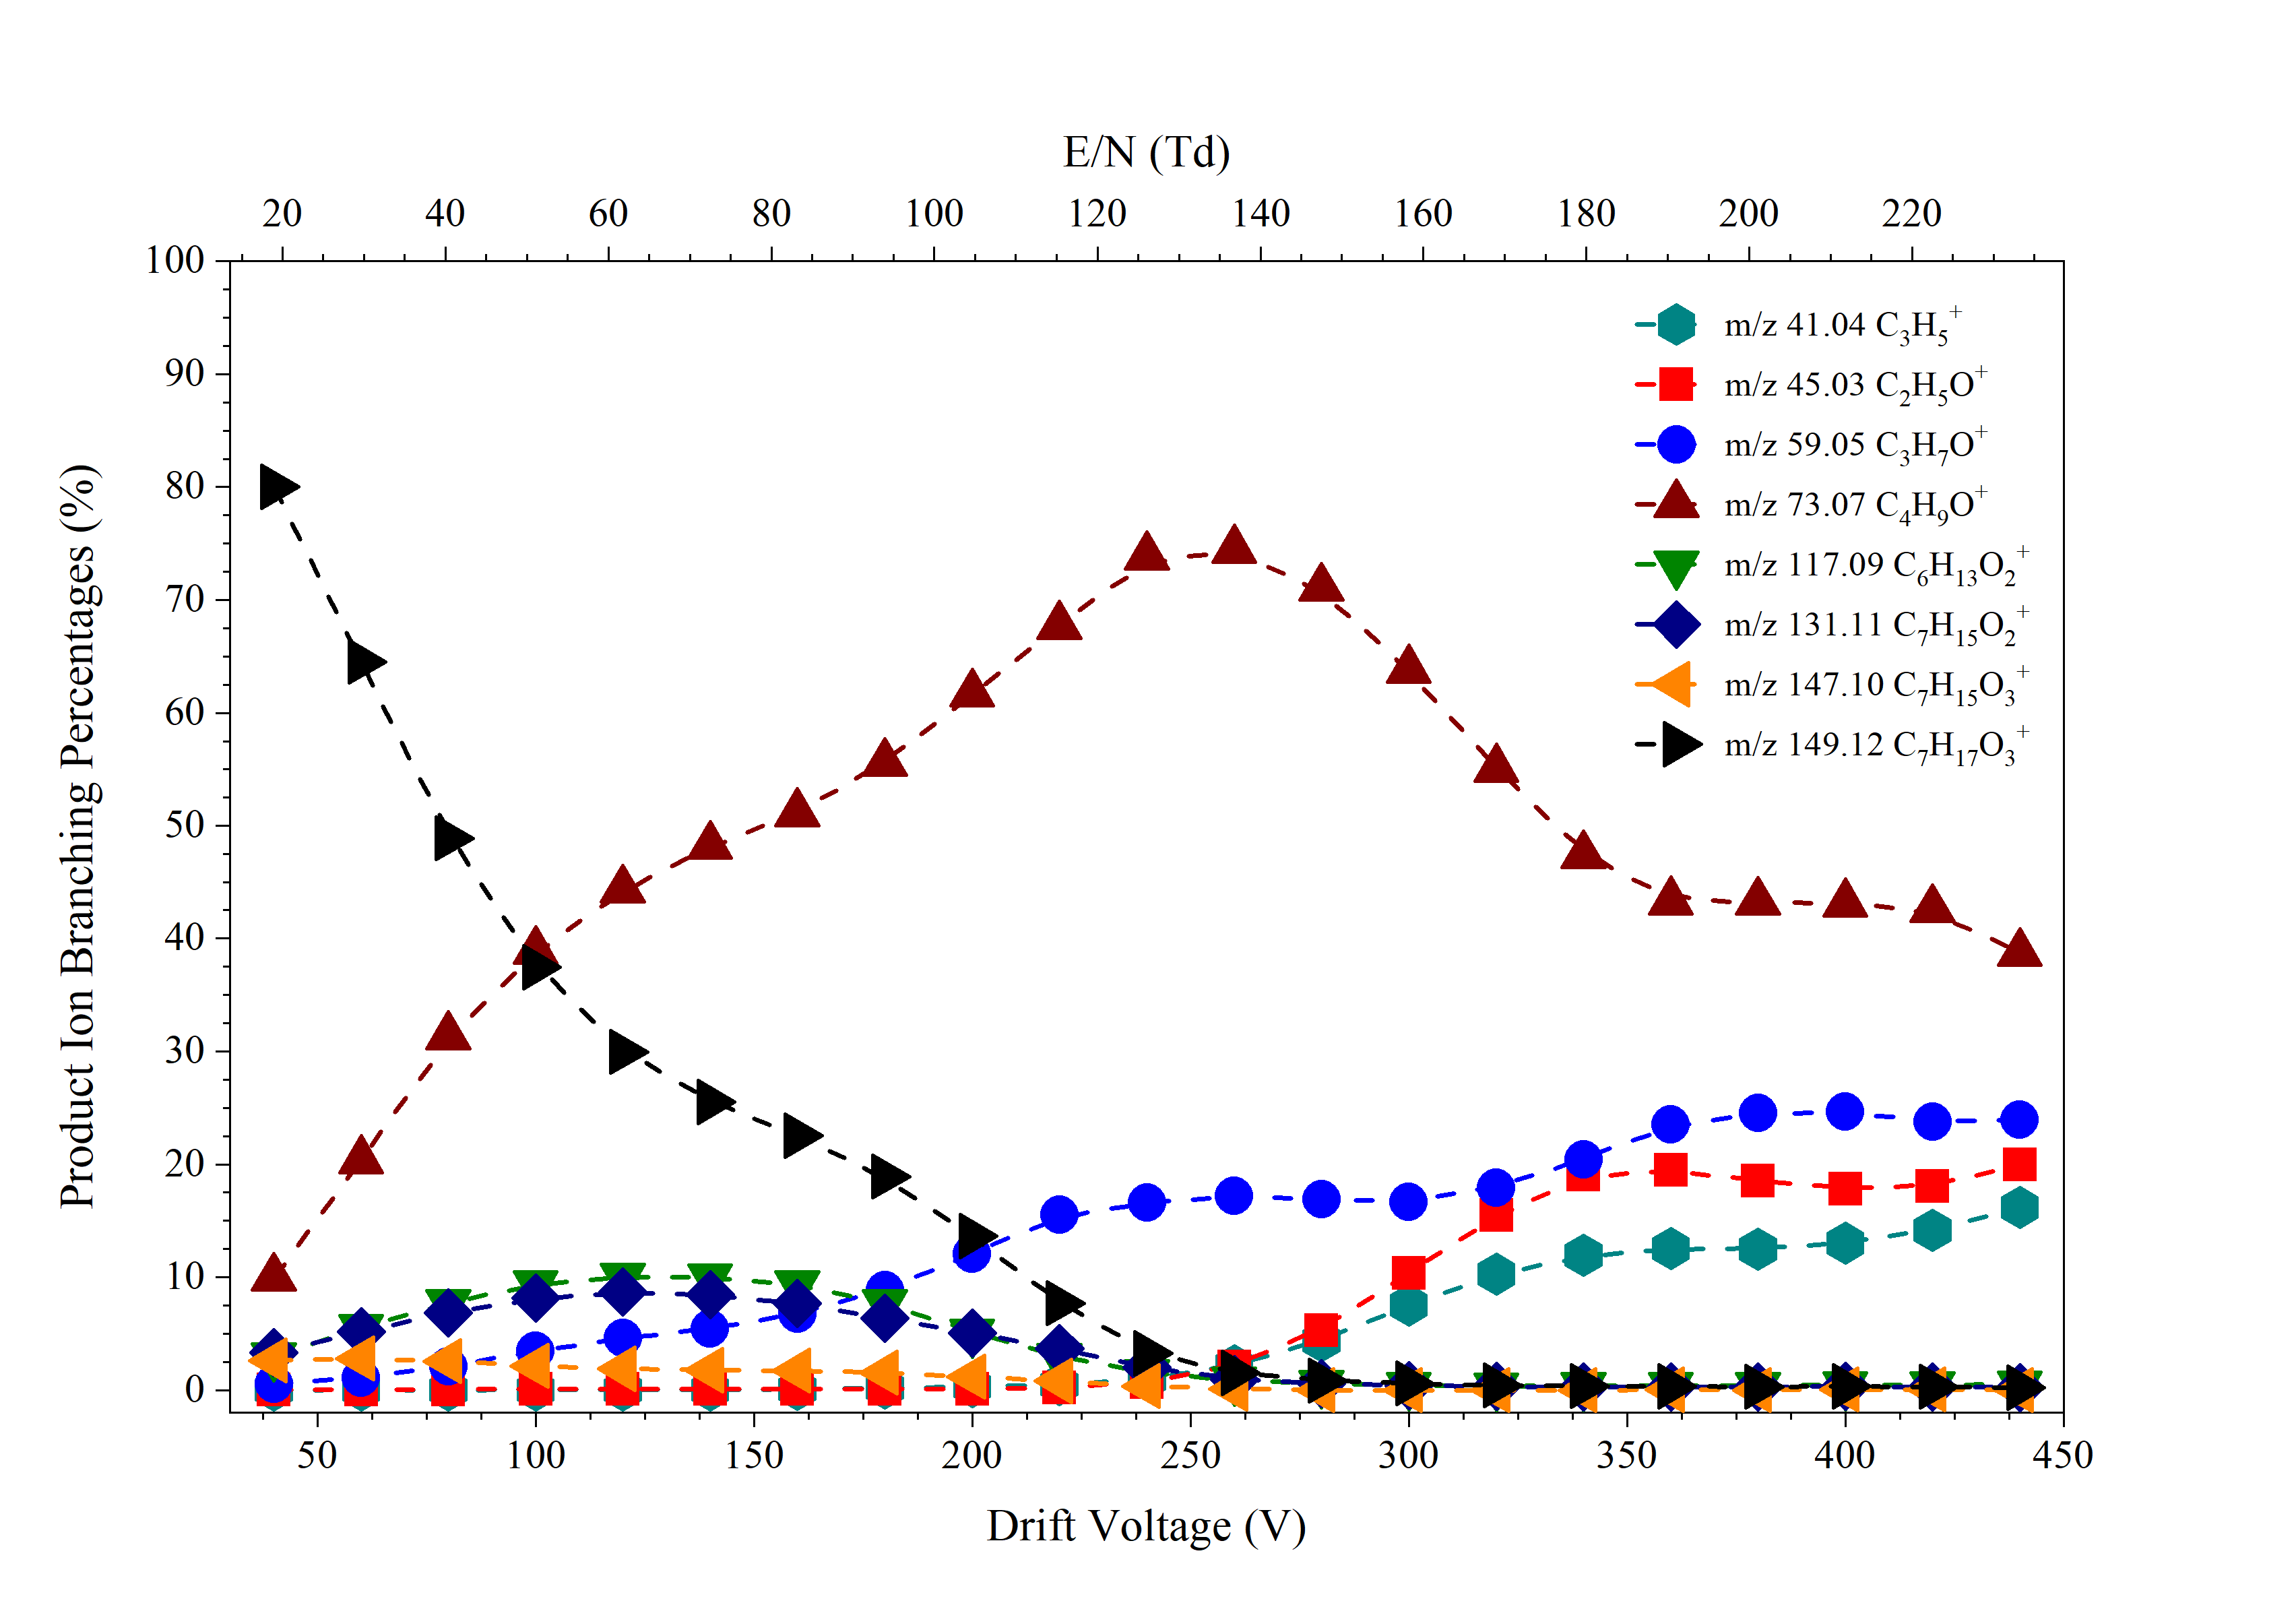 E/N (Td)
20 40 60 80 100 120 140 160 180 200 220
100
90
80
70
60
50
40
30
20
10
0
Product Ion Branching Percentages (%)
m/z 41.04 C₃H₅⁺
m/z 45.03 C₂H₅O⁺
m/z 59.05 C₃H₇O⁺
m/z 73.07 C₄H₉O⁺
m/z 117.09 C₆H₁₃O₂⁺
m/z 131.11 C₇H₁₅O₂⁺
m/z 147.10 C₇H₁₅O₃⁺
m/z 149.12 C₇H₁₇O₃⁺
50 100 150 200 250 300 350 400 450
Drift Voltage (V)